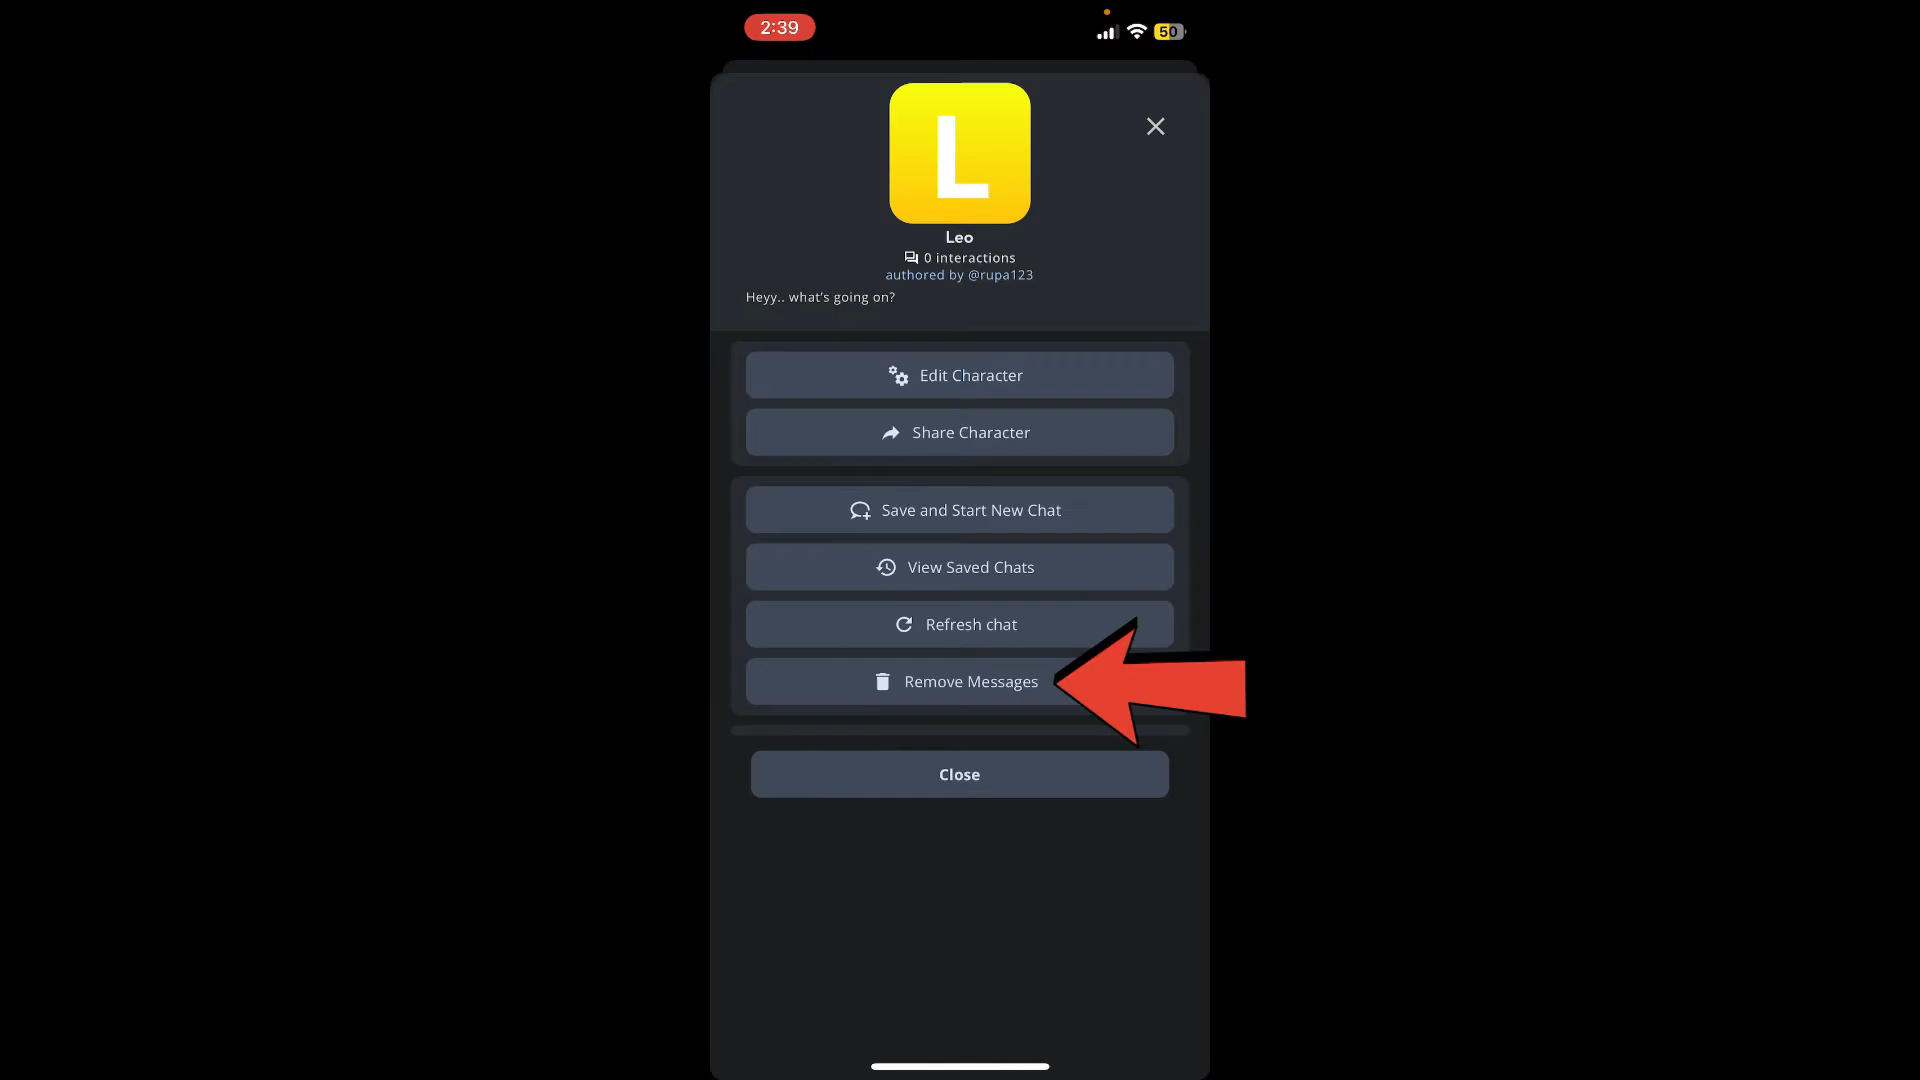 2:39
50
L
Leo
0 interactions
authored by @rupa123
Heyy.. what's going on?
Edit Character
Share Character
Save and Start New Chat
View Saved Chats
Refresh chat
Remove Messages
Close